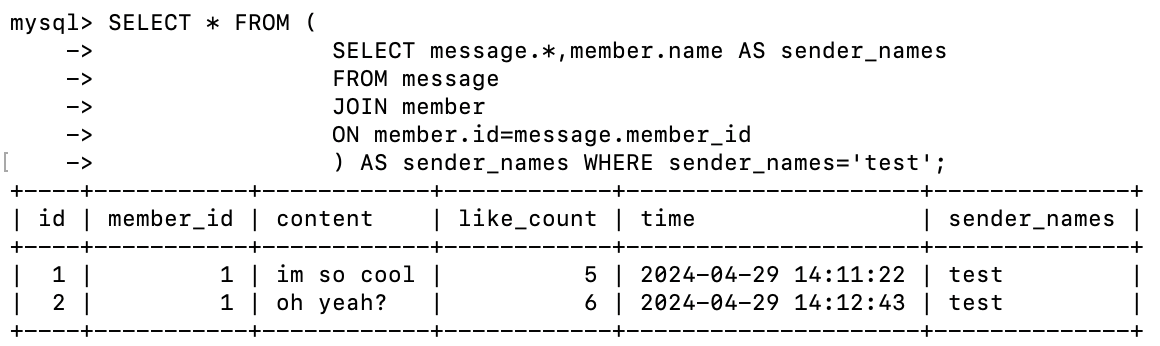 mysql> SELECT * FROM (
    ->                 SELECT message.*,member.name AS sender_names
    ->                 FROM message
    ->                 JOIN member
    ->                 ON member.id=message.member_id
[   ->                 ) AS sender_names WHERE sender_names='test';
+----+-----------+-------------+------------+---------------------+--------------+
| id | member_id | content    | like_count | time                | sender_names |
+----+-----------+-------------+------------+---------------------+--------------+
|  1 |         1 | im so cool |          5 | 2024-04-29 14:11:22 | test         |
|  2 |         1 | oh yeah?   |          6 | 2024-04-29 14:12:43 | test         |
+----+-----------+-------------+------------+---------------------+--------------+